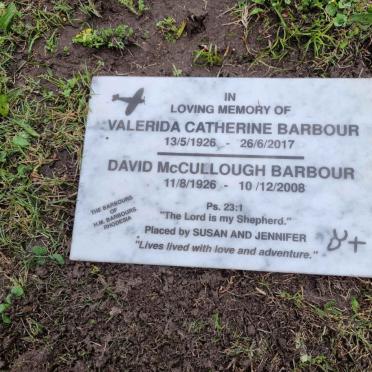 IN
LOVING MEMORY OF
VALERIDA CATHERINE BARBOUR
13/5/1926 - 26/6/2017
DAVID McCULLOUGH BARBOUR
11/8/1926 - 10/12/2008
Ps. 23:1
"The Lord is my Shepherd."
Placed by SUSAN AND JENNIFER
"Lives lived with love and adventure."
THE BARBOURS
OF
H.M. BARBOURS,
RHODESIA